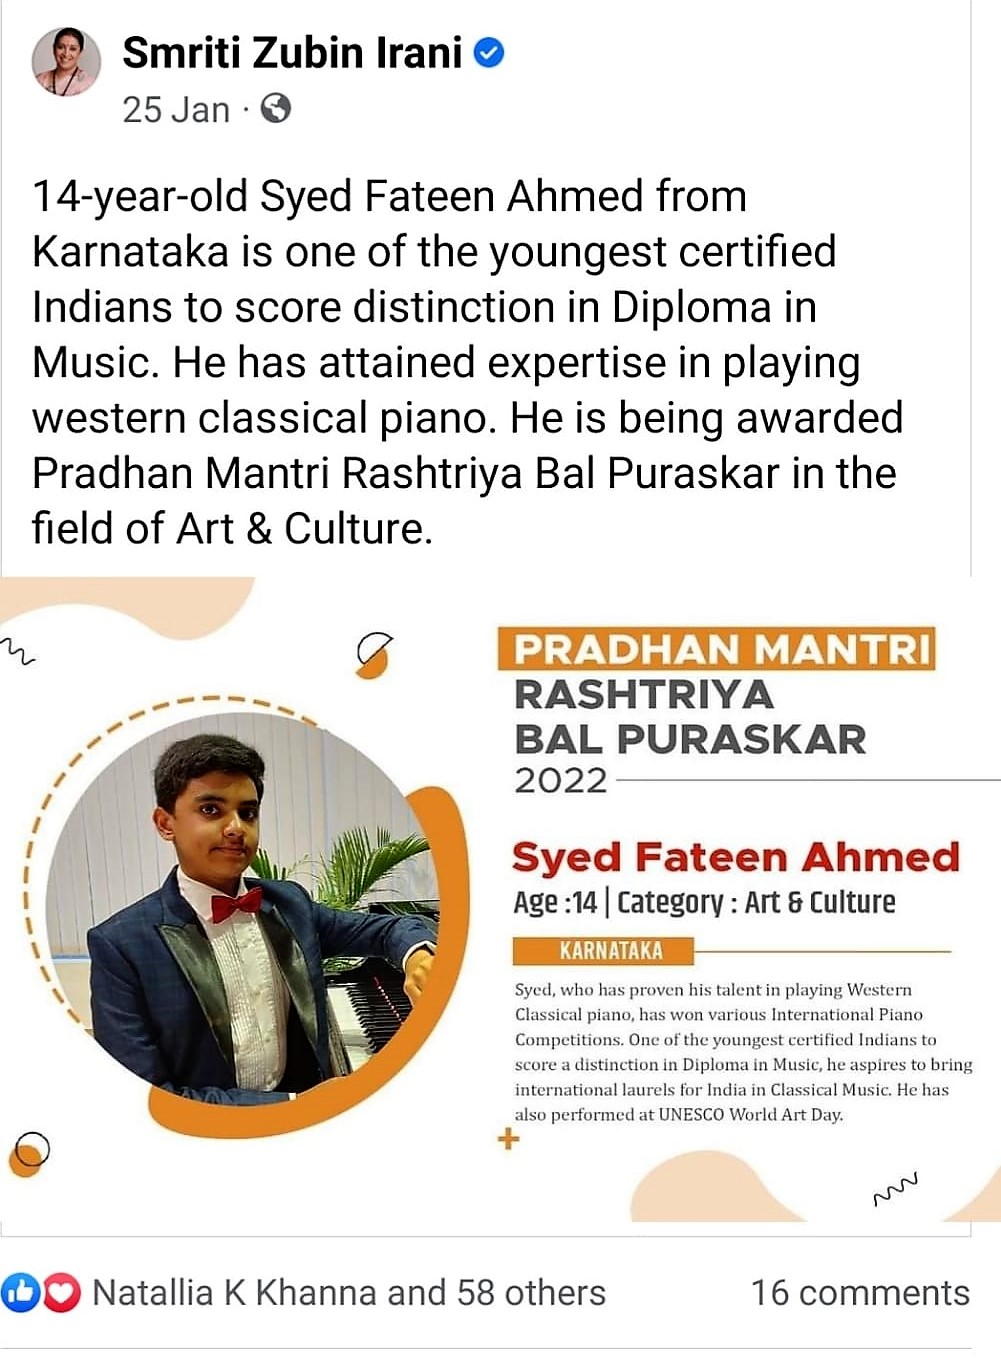 Smriti Zubin Irani
25 Jan ·
14-year-old Syed Fateen Ahmed from
Karnataka is one of the youngest certified
Indians to score distinction in Diploma in
Music. He has attained expertise in playing
western classical piano. He is being awarded
Pradhan Mantri Rashtriya Bal Puraskar in the
field of Art & Culture.
PRADHAN MANTRI
RASHTRIYA
BAL PURASKAR
2022
Syed Fateen Ahmed
Age :14 | Category : Art & Culture
KARNATAKA
Syed, who has proven his talent in playing Western
Classical piano, has won various International Piano
Competitions. One of the youngest certified Indians to
score a distinction in Diploma in Music, he aspires to bring
international laurels for India in Classical Music. He has
also performed at UNESCO World Art Day.
Natallia K Khanna and 58 others
16 comments